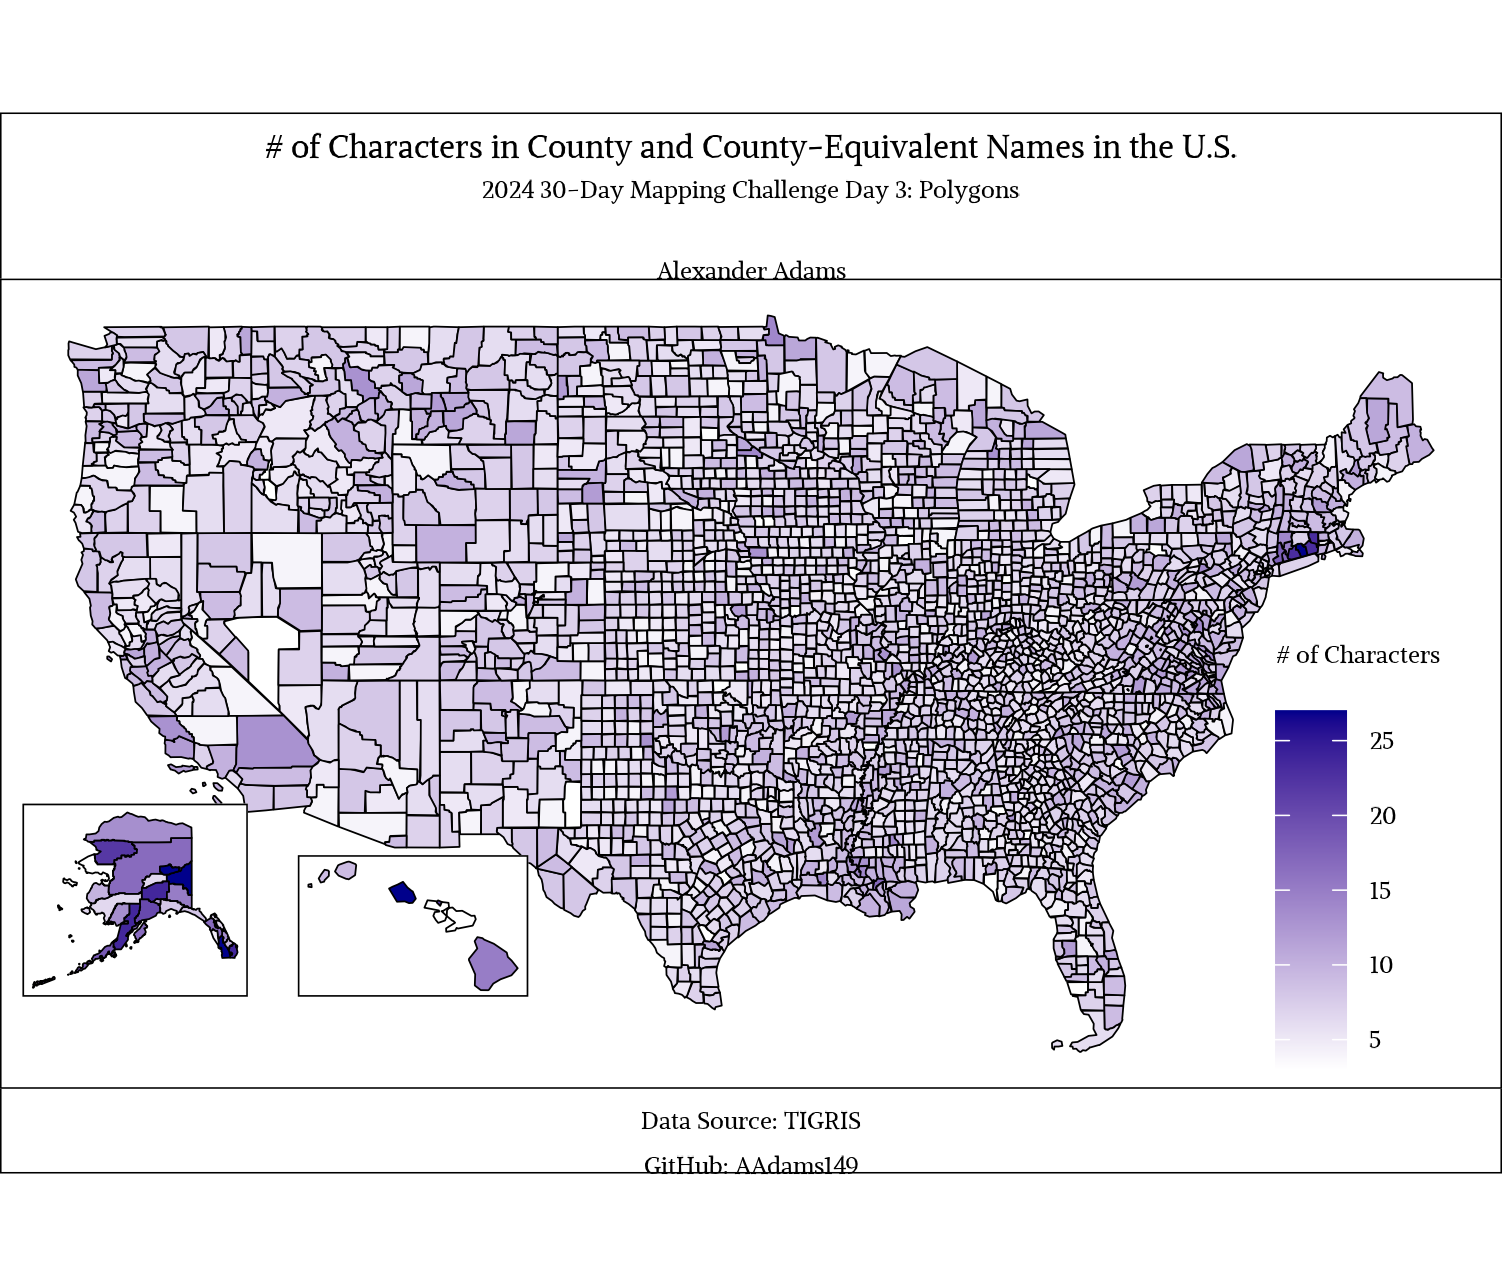 # of Characters in County and County-Equivalent Names in the U.S.
2024 30-Day Mapping Challenge Day 3: Polygons
Alexander Adams
# of Characters
25
20
15
10
5
Data Source: TIGRIS
GitHub: AAdams149